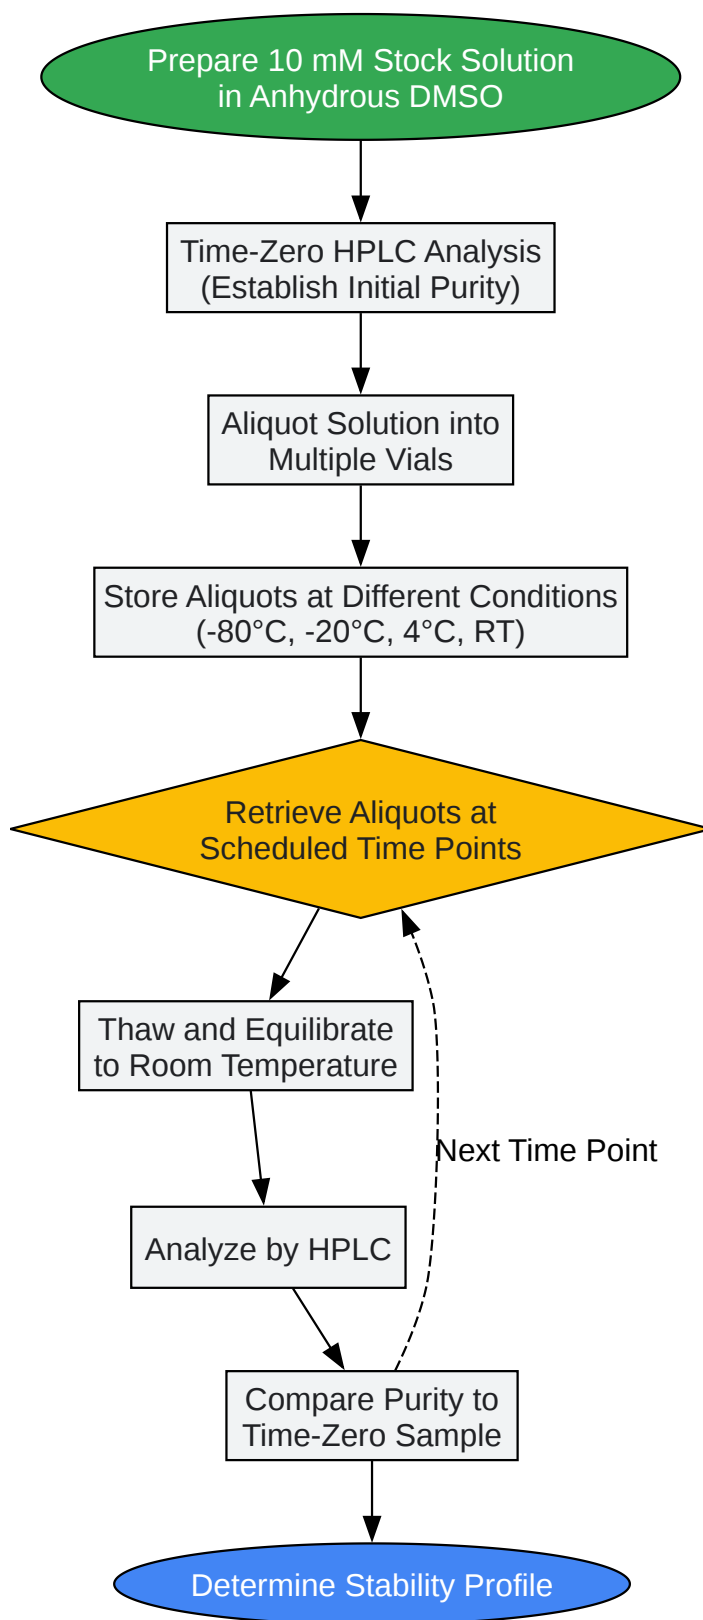 Prepare 10 mM Stock Solution
in Anhydrous DMSO
Time-Zero HPLC Analysis
(Establish Initial Purity)
Aliquot Solution into
Multiple Vials
Store Aliquots at Different Conditions
(-80°C, -20°C, 4°C, RT)
Retrieve Aliquots at
Scheduled Time Points
Thaw and Equilibrate
to Room Temperature
Next Time Point
Analyze by HPLC
Compare Purity to
Time-Zero Sample
Determine Stability Profile